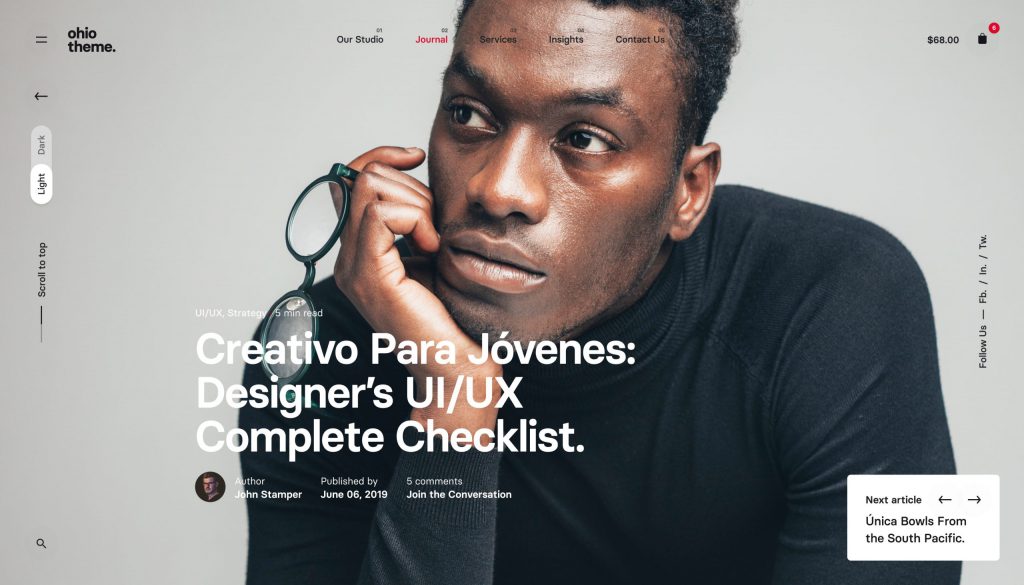 ohio
theme.
01
Our Studio
02
Journal
03
Services
04
Insights
05
Contact Us
$68.00
6
Dark
Light
Scroll to top
Follow Us — Fb. / In. / Tw.
UI/UX, Strategy 5 min read
Creativo Para Jóvenes:
Designer’s UI/UX
Complete Checklist.
Author
John Stamper
Published by
June 06, 2019
5 comments
Join the Conversation
Next article
Única Bowls From
the South Pacific.